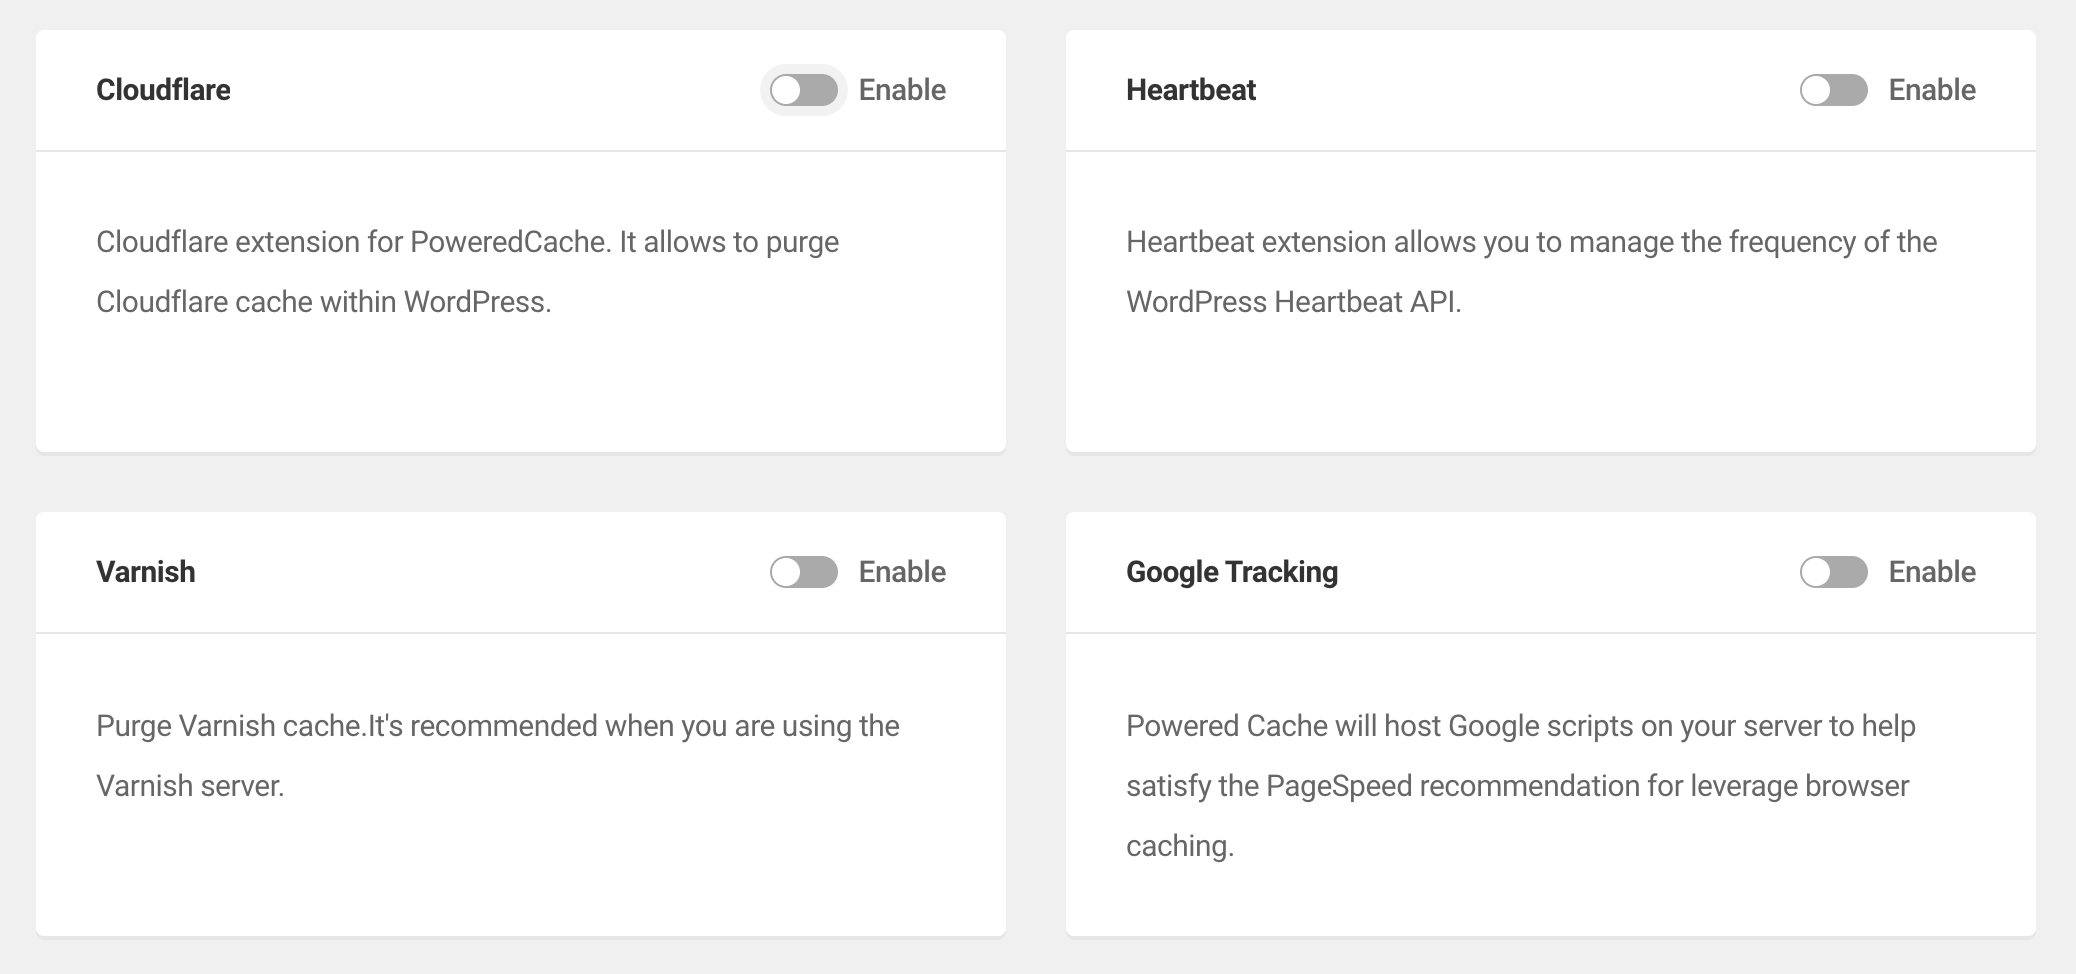 Cloudflare
Enable
Cloudflare extension for PoweredCache. It allows to purge
Cloudflare cache within WordPress.
Heartbeat
Enable
Heartbeat extension allows you to manage the frequency of the
WordPress Heartbeat API.
Varnish
Enable
Purge Varnish cache.It's recommended when you are using the
Varnish server.
Google Tracking
Enable
Powered Cache will host Google scripts on your server to help
satisfy the PageSpeed recommendation for leverage browser
caching.